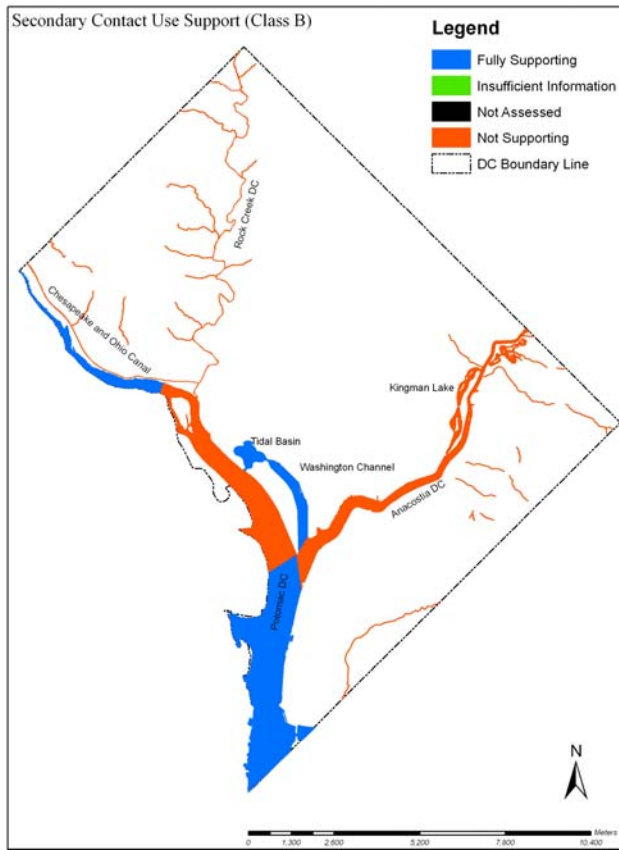 Secondary Contact Use Support (Class B)
Legend
Fully Supporting
Insufficient Information
Not Assessed
Not Supporting
DC Boundary Line
Rock Creek DC
Chesapeake and Ohio Canal
Kingman Lake
Tidal Basin
Washington Channel
Anacostia DC
Potomac DC
N
Meters
0 1,300 2,600 5,200 7,800 10,400